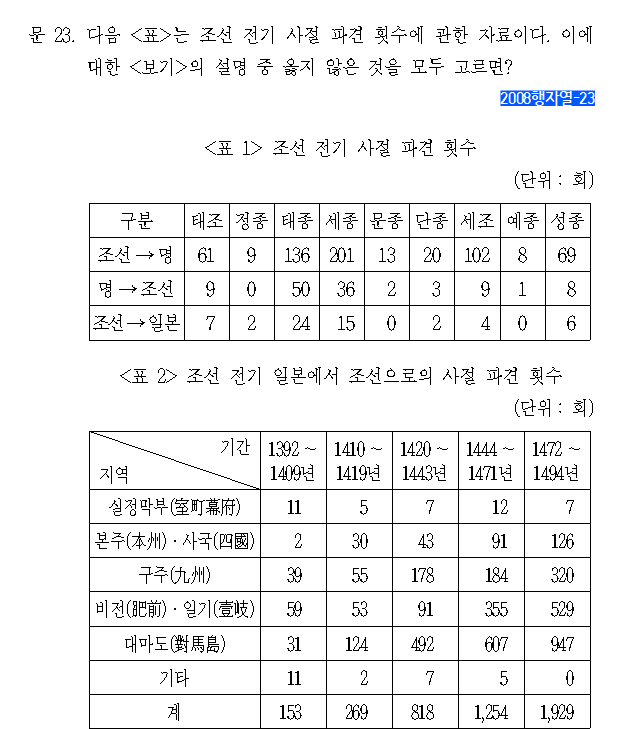 문 23. 다음 <표>는 조선 전기 사절 파견 횟수에 관한 자료이다. 이에
대한 <보기>의 설명 중 옳지 않은 것을 모두 고르면?
2008행자열-23
<표 1> 조선 전기 사절 파견 횟수
(단위 : 회)
구분 태조 정종 태종 세종 문종 단종 세조 예종 성종
조선→명 61 9 136 201 13 20 102 8 69
명→조선 9 0 50 36 2 3 9 1 8
조선→일본 7 2 24 15 0 2 4 0 6
<표 2> 조선 전기 일본에서 조선으로의 사절 파견 횟수
(단위 : 회)
기간 1392 ~ 1410 ~ 1420 ~ 1444 ~ 1472 ~
지역 1409년 1419년 1443년 1471년 1494년
실정막부(室町幕府) 11 5 7 12 7
본주(本州)·사국(四國) 2 30 43 91 126
구주(九州) 39 55 178 184 320
비전(肥前)·일기(壹岐) 59 53 91 355 529
대마도(對馬島) 31 124 492 607 947
기타 11 2 7 5 0
계 153 269 818 1,254 1,929